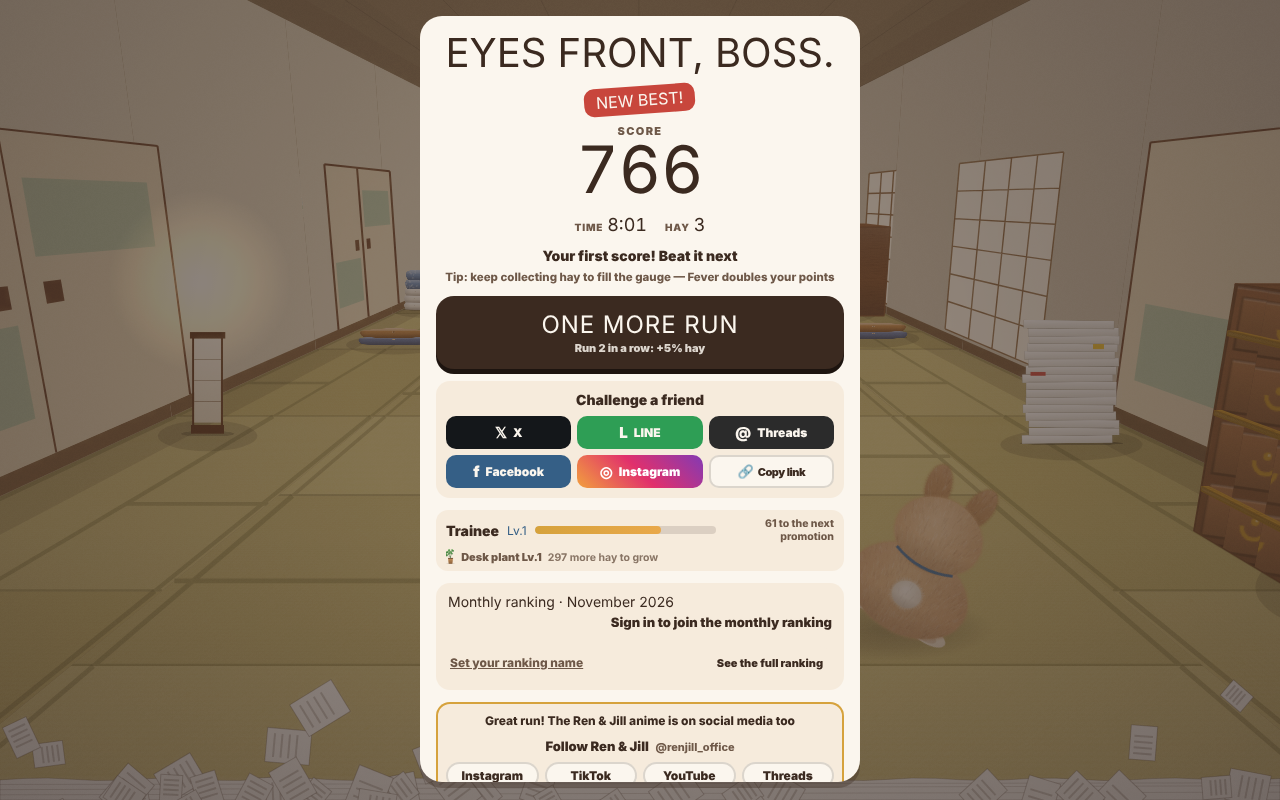 EYES FRONT, BOSS.
NEW BEST!
SCORE
766
TIME 8:01 HAY 3
Your first score! Beat it next
Tip: keep collecting hay to fill the gauge — Fever doubles your points
ONE MORE RUN
Run 2 in a row: +5% hay
Challenge a friend
𝕏 X
L LINE
@ Threads
f Facebook
Instagram
Copy link
Trainee Lv.1
61 to the next
promotion
Desk plant Lv.1 297 more hay to grow
Monthly ranking · November 2026
Sign in to join the monthly ranking
Set your ranking name
See the full ranking
Great run! The Ren & Jill anime is on social media too
Follow Ren & Jill @renjill_office
Instagram
TikTok
YouTube
Threads